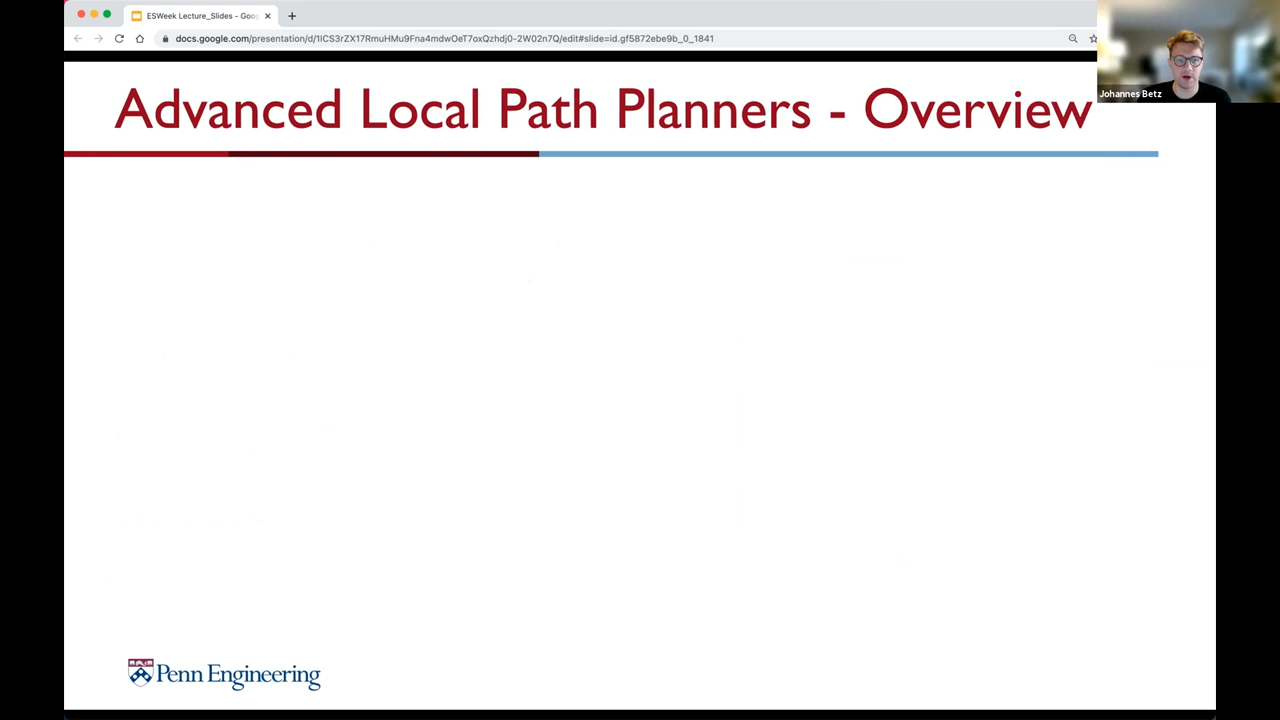 ESWeek Lecture_Slides - Goo
docs.google.com/presentation/d/1ICS3rZX17RmuHMu9Fna4mdwOeT7oxQzhdj0-2W02n7Q/edit#slide=id.gf5872ebe9b_0_1841
Johannes Betz
Advanced Local Path Planners - Overview
Penn Engineering